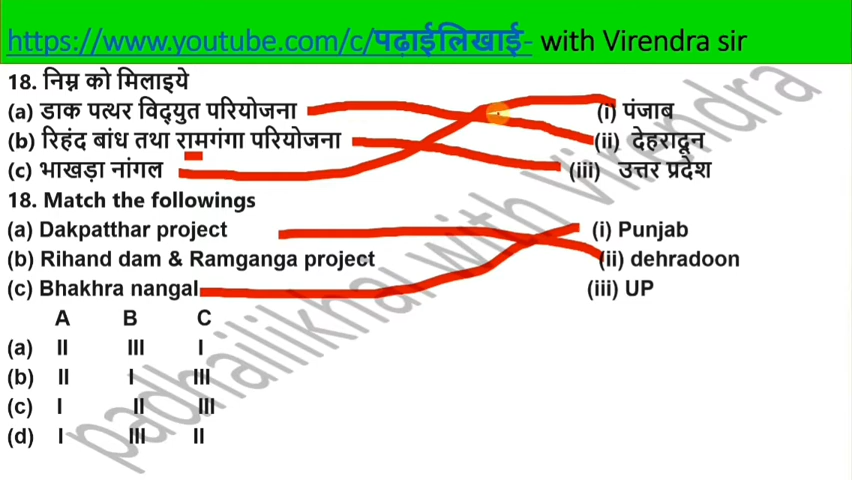 https://www.youtube.com/c/पढ़ाईलिखाई- with Virendra sir
18. निम्न को मिलाइये
(a) डाक पत्थर विद्युत परियोजना (i) पंजाब
(b) रिहंद बांध तथा रामगंगा परियोजना (ii) देहरादून
(c) भाखड़ा नांगल (iii) उत्तर प्रदेश
18. Match the followings
(a) Dakpatthar project (i) Punjab
(b) Rihand dam & Ramganga project (ii) dehradoon
(c) Bhakhra nangal (iii) UP
A B C
(a) II III I
(b) II I III
(c) I II III
(d) I III II
padhailikhai with Virendra